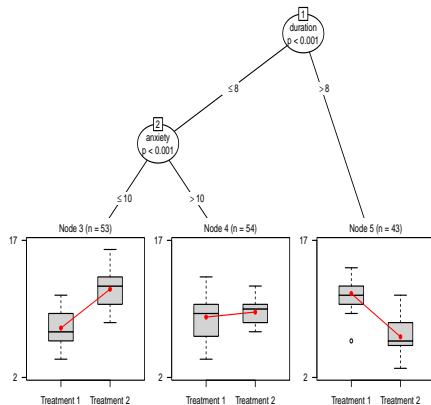 1
duration
p < 0.001
≤ 8
> 8
2
anxiety
p < 0.001
≤ 10
> 10
Node 3 (n = 53)
Node 4 (n = 54)
Node 5 (n = 43)
17
17
17
2
2
2
Treatment 1 Treatment 2
Treatment 1 Treatment 2
Treatment 1 Treatment 2